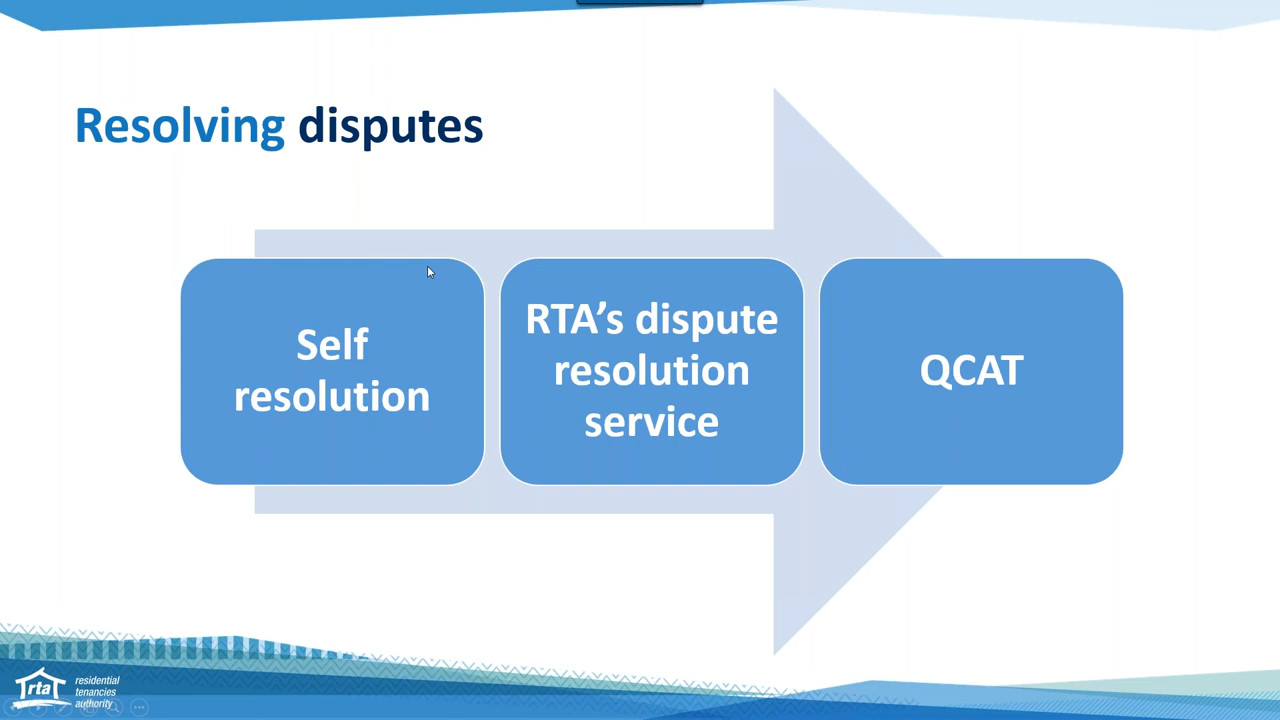 Resolving disputes
Self
resolution
RTA’s dispute
resolution
service
QCAT
rta
residential
tenancies
authority